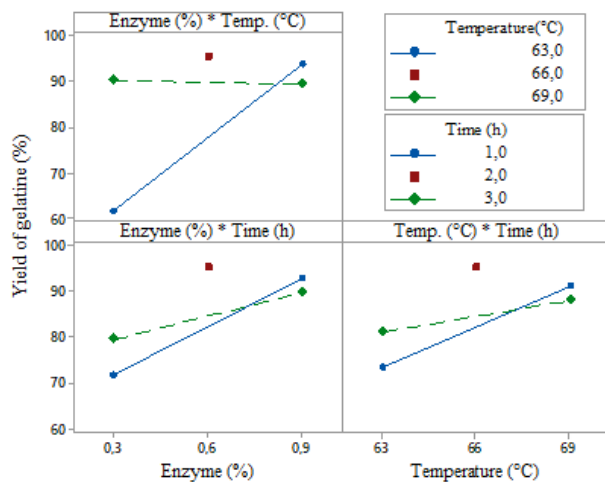 Enzyme (%) * Temp. (°C)
Temperature(°C)
63,0
66,0
69,0
Time (h)
1,0
2,0
3,0
Yield of gelatine (%)
100
90
80
70
60
Enzyme (%) * Time (h)
Temp. (°C) * Time (h)
100
90
80
70
60
0,3
0,6
0,9
63
66
69
Enzyme (%)
Temperature (°C)